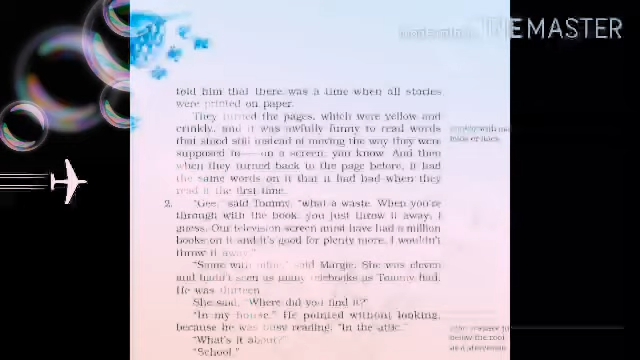 KINEMASTER
told him that there was a time when all stories
were printed on paper.
They turned the pages, which were yellow and
crinkly, and it was awfully funny to read words
that stood still instead of moving the way they were
supposed to — on a screen, you know. And then
when they turned back to the page before, it had
the same words on it that it had had when they
read it the first time.
2. "Gee," said Tommy, "what a waste. When you're
through with the book, you just throw it away, I
guess. Our television screen must have had a million
books on it and it's good for plenty more. I wouldn't
throw it away."
"Same with mine," said Margie. She was eleven
and hadn't seen as many telebooks as Tommy had.
He was thirteen.
She said, "Where did you find it?"
"In my house." He pointed without looking,
because he was busy reading. "In the attic."
"What's it about?"
"School."
folds or lines
below the roof